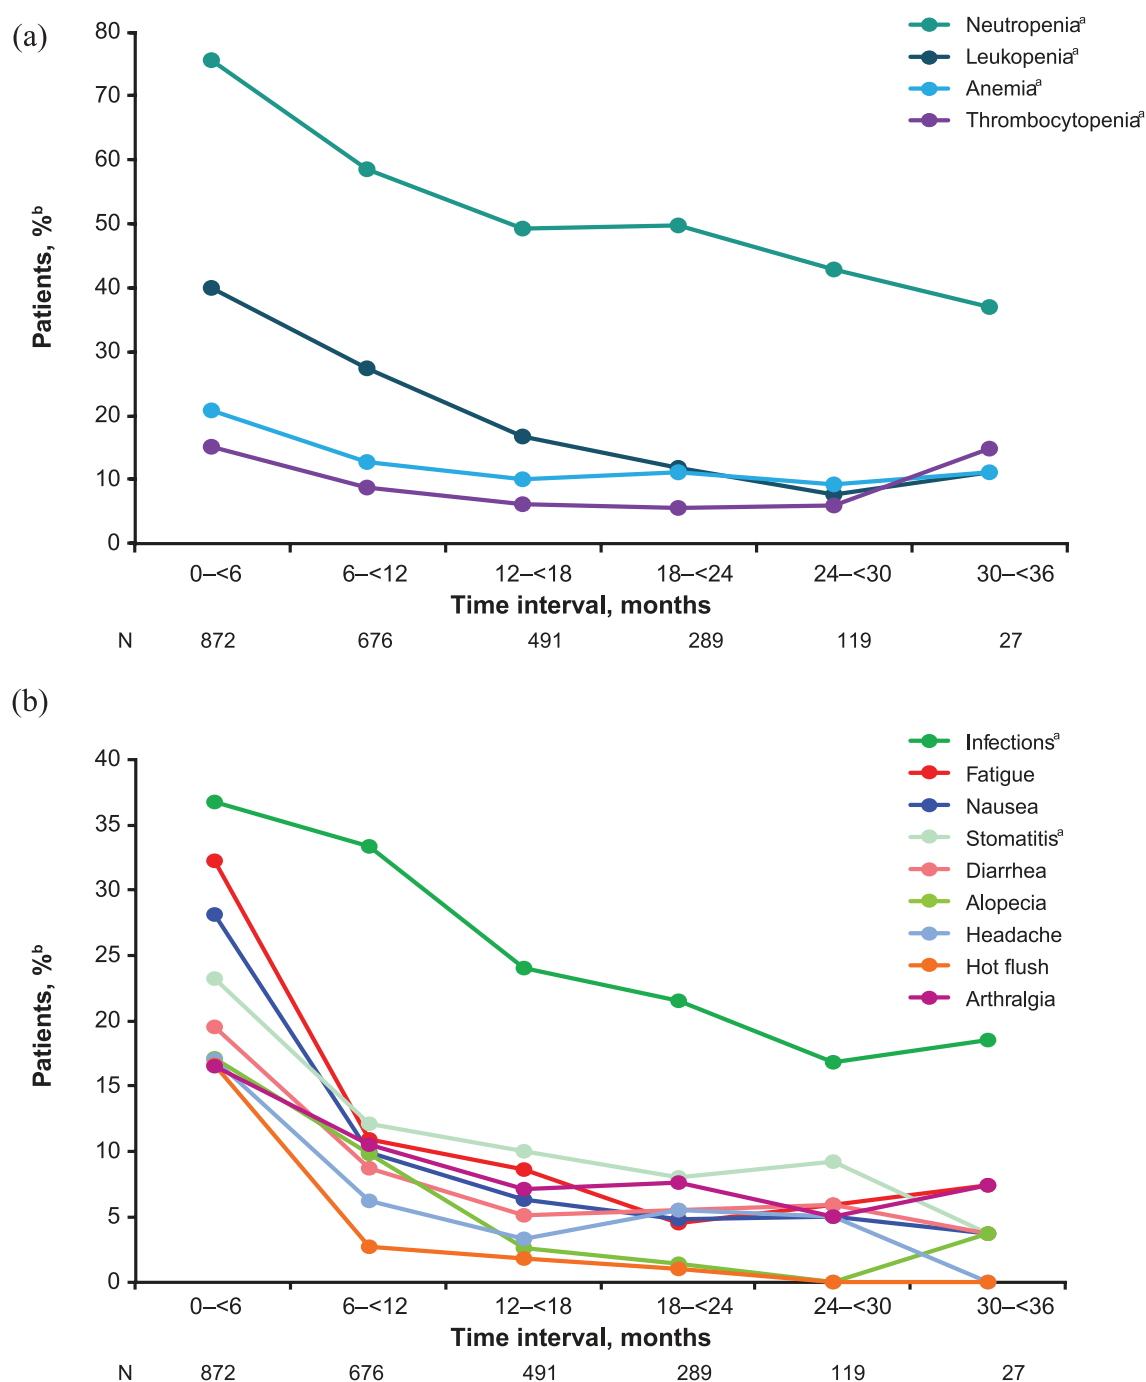 (a)
80
70
60
50
40
30
20
10
0
Patients, %ᵇ
Neutropeniaᵃ
Leukopeniaᵃ
Anemiaᵃ
Thrombocytopeniaᵃ
0–<6 6–<12 12–<18 18–<24 24–<30 30–<36
Time interval, months
N 872 676 491 289 119 27
(b)
40
35
30
25
20
15
10
5
0
Patients, %ᵇ
Infectionsᵃ
Fatigue
Nausea
Stomatitisᵃ
Diarrhea
Alopecia
Headache
Hot flush
Arthralgia
0–<6 6–<12 12–<18 18–<24 24–<30 30–<36
Time interval, months
N 872 676 491 289 119 27